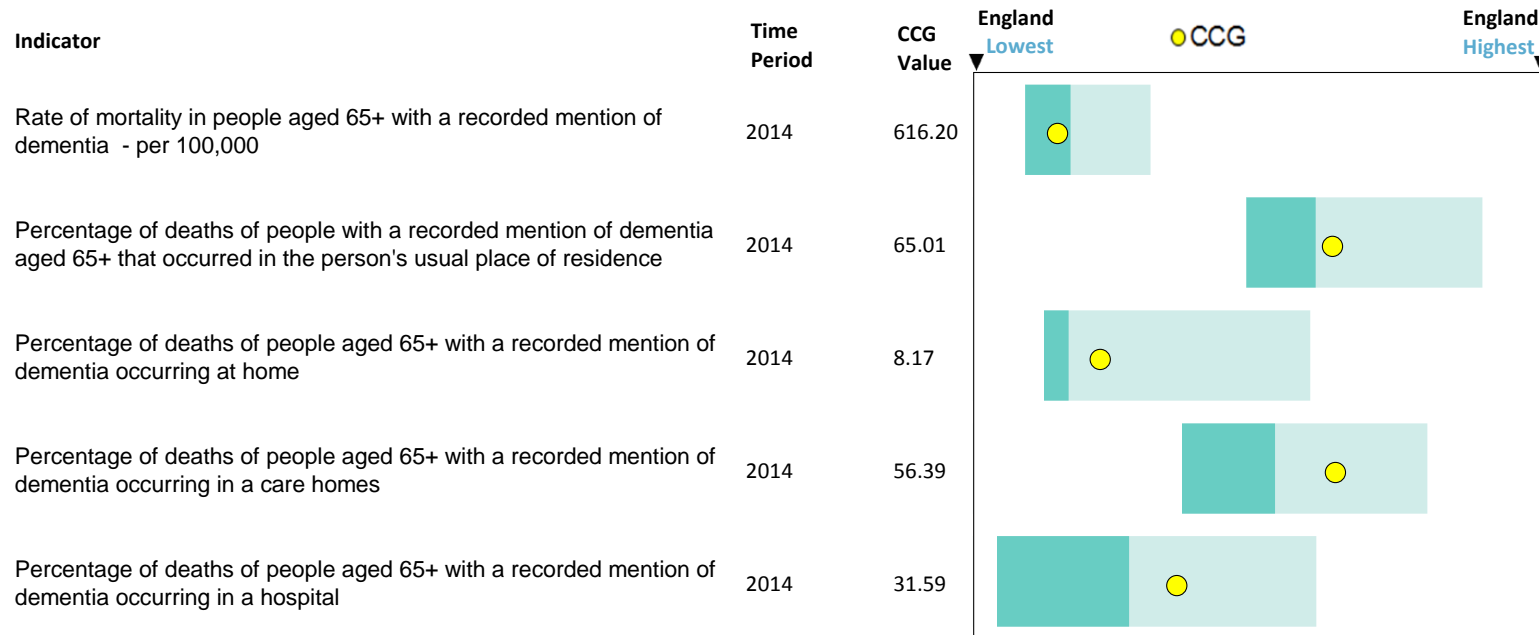 Indicator
Time
Period
CCG
Value
England
Lowest
CCG
England
Highest
Rate of mortality in people aged 65+ with a recorded mention of
dementia - per 100,000
2014
616.20
Percentage of deaths of people with a recorded mention of dementia
aged 65+ that occurred in the person's usual place of residence
2014
65.01
Percentage of deaths of people aged 65+ with a recorded mention of
dementia occurring at home
2014
8.17
Percentage of deaths of people aged 65+ with a recorded mention of
dementia occurring in a care homes
2014
56.39
Percentage of deaths of people aged 65+ with a recorded mention of
dementia occurring in a hospital
2014
31.59